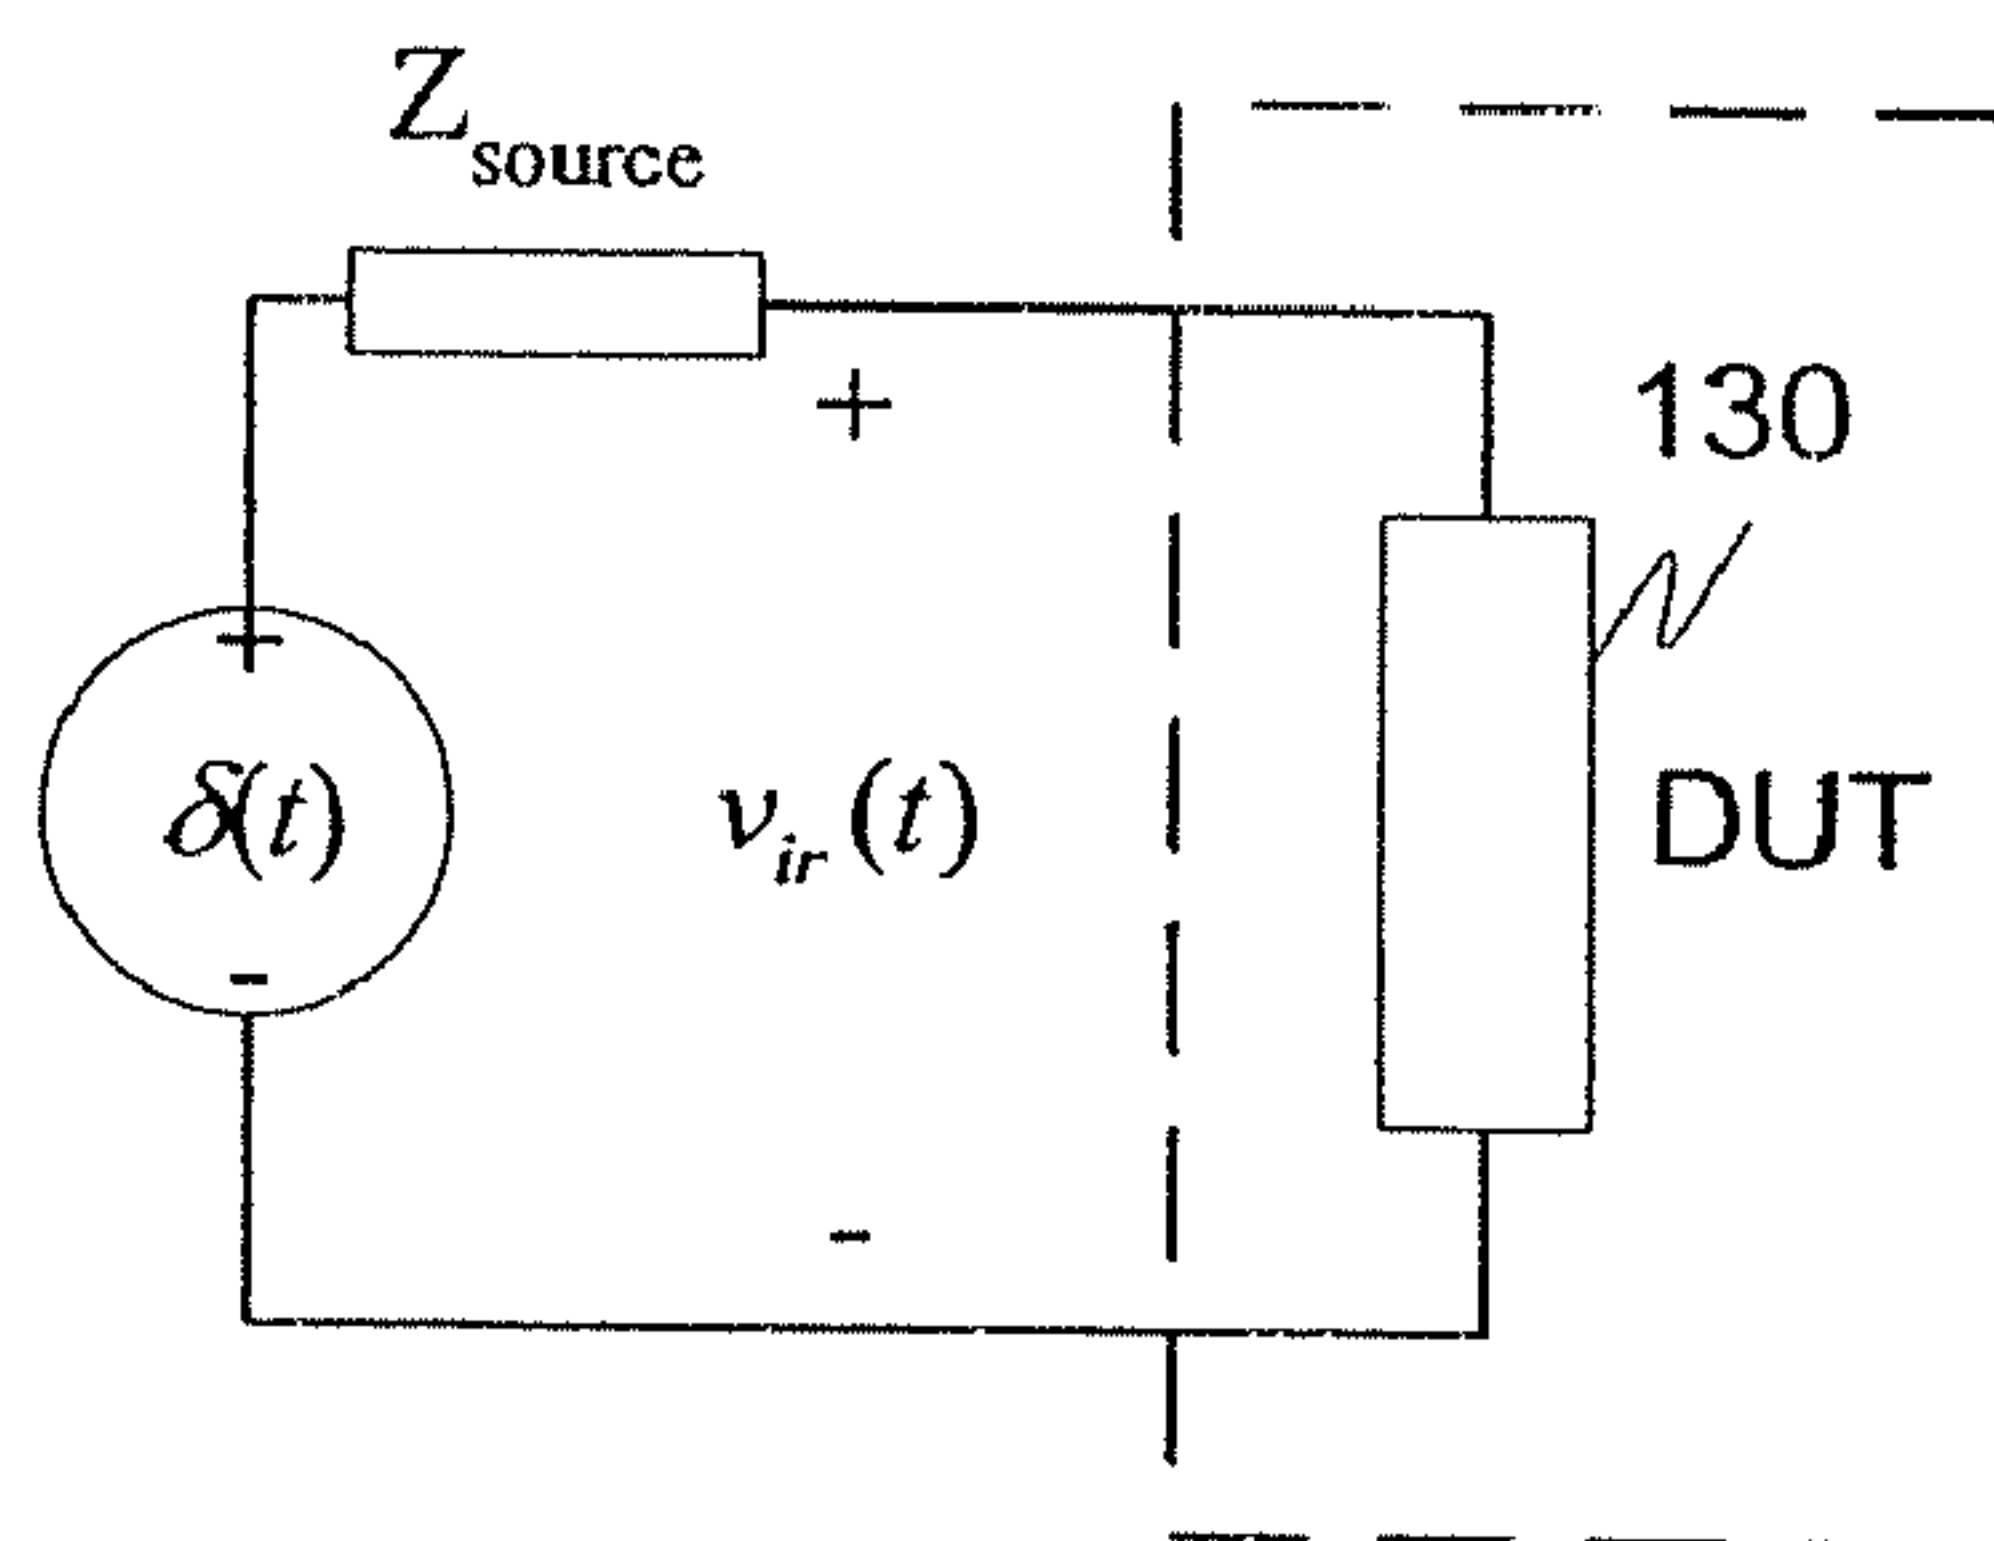 Z_source
+
130
+
δ(t)
v_ir(t)
DUT
-
-